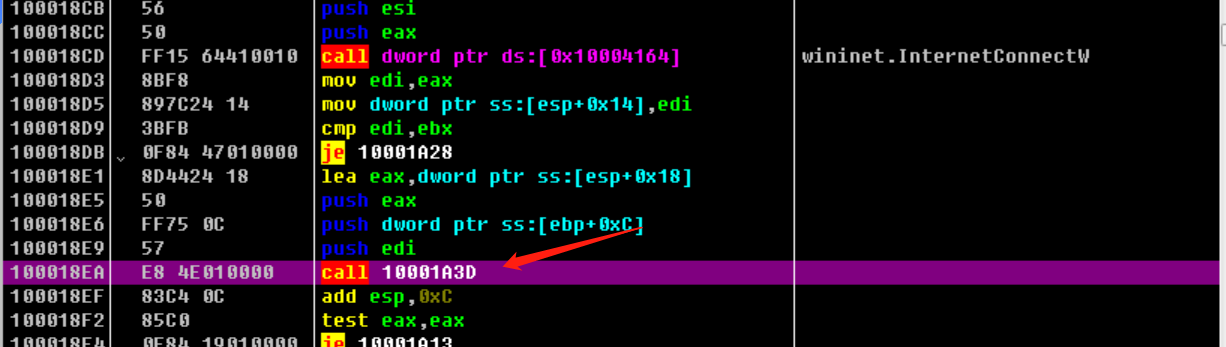 100018CB 56 push esi
100018CC 50 push eax
100018CD FF15 64410010 call dword ptr ds:[0x10004164] wininet.InternetConnectW
100018D3 8BF8 mov edi,eax
100018D5 897C24 14 mov dword ptr ss:[esp+0x14],edi
100018D9 3BFB cmp edi,ebx
100018DB 0F84 47010000 je 10001A28
100018E1 8D4424 18 lea eax,dword ptr ss:[esp+0x18]
100018E5 50 push eax
100018E6 FF75 0C push dword ptr ss:[ebp+0xC]
100018E9 57 push edi
100018EA E8 4E010000 call 10001A3D
100018EF 83C4 0C add esp,0xC
100018F2 85C0 test eax,eax
100018F4 0F84 19010000 je 10001A13